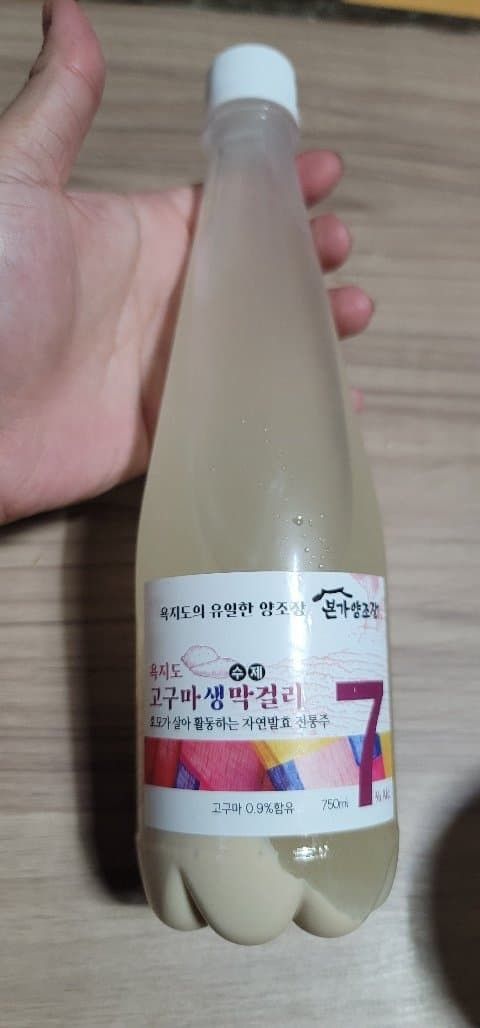 욕지도의 유일한 양조장
본가양조장
욕지도
수제
고구마생막걸리
효모가 살아 활동하는 자연발효 전통주
7
% Alc
고구마 0.9%함유 750ml